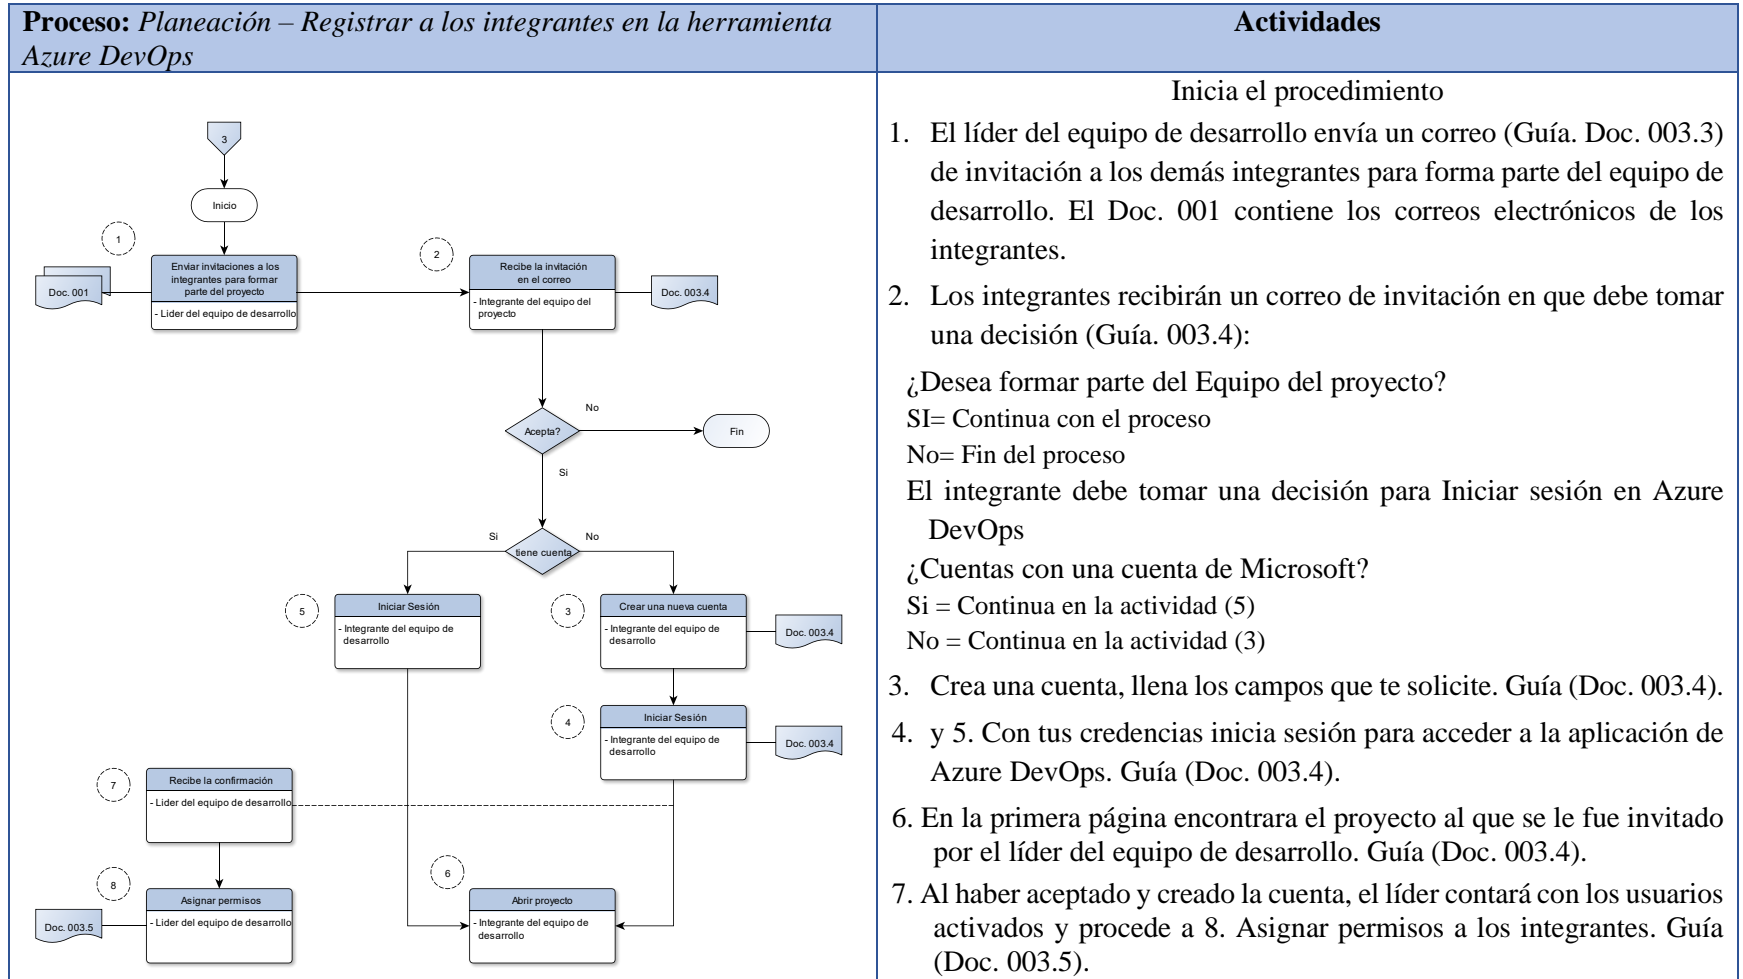 Proceso: Planeación – Registrar a los integrantes en la herramienta
Azure DevOps
Actividades
3
Inicio
1
Enviar invitaciones a los
integrantes para formar
parte del proyecto
- Lider del equipo de desarrollo
Doc. 001
2
Recibe la invitación
en el correo
- Integrante del equipo del
proyecto
Doc. 003.4
Acepta?
No
Fin
Si
tiene cuenta
Si
No
5
Iniciar Sesión
- Integrante del equipo de
desarrollo
3
Crear una nueva cuenta
- Integrante del equipo de
desarrollo
Doc. 003.4
4
Iniciar Sesión
- Integrante del equipo de
desarrollo
Doc. 003.4
7
Recibe la confirmación
- Lider del equipo de desarrollo
8
Asignar permisos
- Lider del equipo de desarrollo
Doc. 003.5
6
Abrir proyecto
- Integrante del equipo de
desarrollo
Inicia el procedimiento
1. El líder del equipo de desarrollo envía un correo (Guía. Doc. 003.3)
de invitación a los demás integrantes para forma parte del equipo de
desarrollo. El Doc. 001 contiene los correos electrónicos de los
integrantes.
2. Los integrantes recibirán un correo de invitación en que debe tomar
una decisión (Guía. 003.4):
¿Desea formar parte del Equipo del proyecto?
SI= Continua con el proceso
No= Fin del proceso
El integrante debe tomar una decisión para Iniciar sesión en Azure
DevOps
¿Cuentas con una cuenta de Microsoft?
Si = Continua en la actividad (5)
No = Continua en la actividad (3)
3. Crea una cuenta, llena los campos que te solicite. Guía (Doc. 003.4).
4. y 5. Con tus credencias inicia sesión para acceder a la aplicación de
Azure DevOps. Guía (Doc. 003.4).
6. En la primera página encontrara el proyecto al que se le fue invitado
por el líder del equipo de desarrollo. Guía (Doc. 003.4).
7. Al haber aceptado y creado la cuenta, el líder contará con los usuarios
activados y procede a 8. Asignar permisos a los integrantes. Guía
(Doc. 003.5).